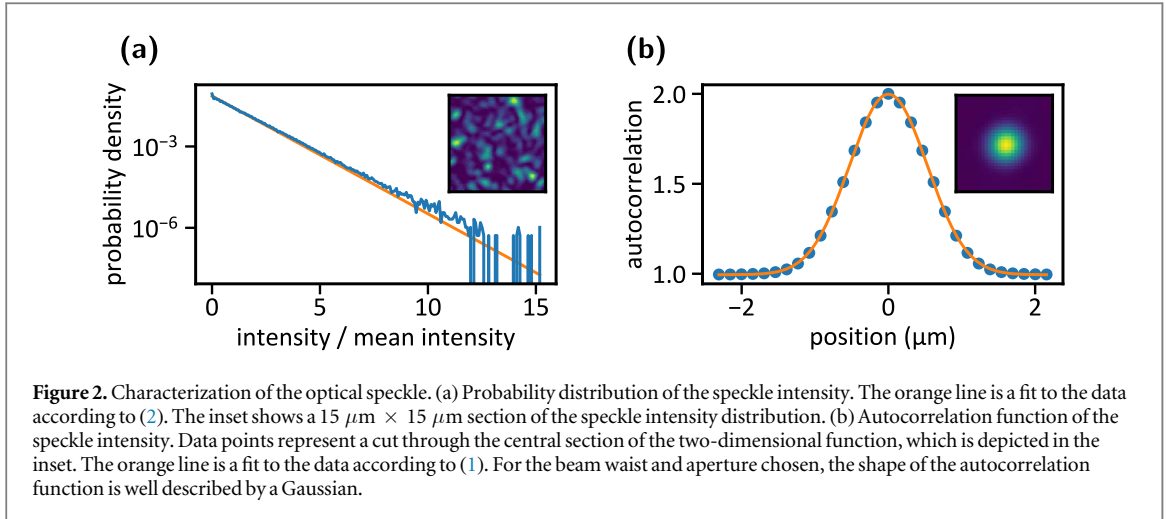 (a)
(b)
probability density
10⁻³
10⁻⁶
0
5
10
15
intensity / mean intensity
autocorrelation
2.0
1.5
1.0
−2
0
2
position (μm)
Figure 2. Characterization of the optical speckle. (a) Probability distribution of the speckle intensity. The orange line is a fit to the data
according to (2). The inset shows a 15 μm × 15 μm section of the speckle intensity distribution. (b) Autocorrelation function of the
speckle intensity. Data points represent a cut through the central section of the two-dimensional function, which is depicted in the
inset. The orange line is a fit to the data according to (1). For the beam waist and aperture chosen, the shape of the autocorrelation
function is well described by a Gaussian.